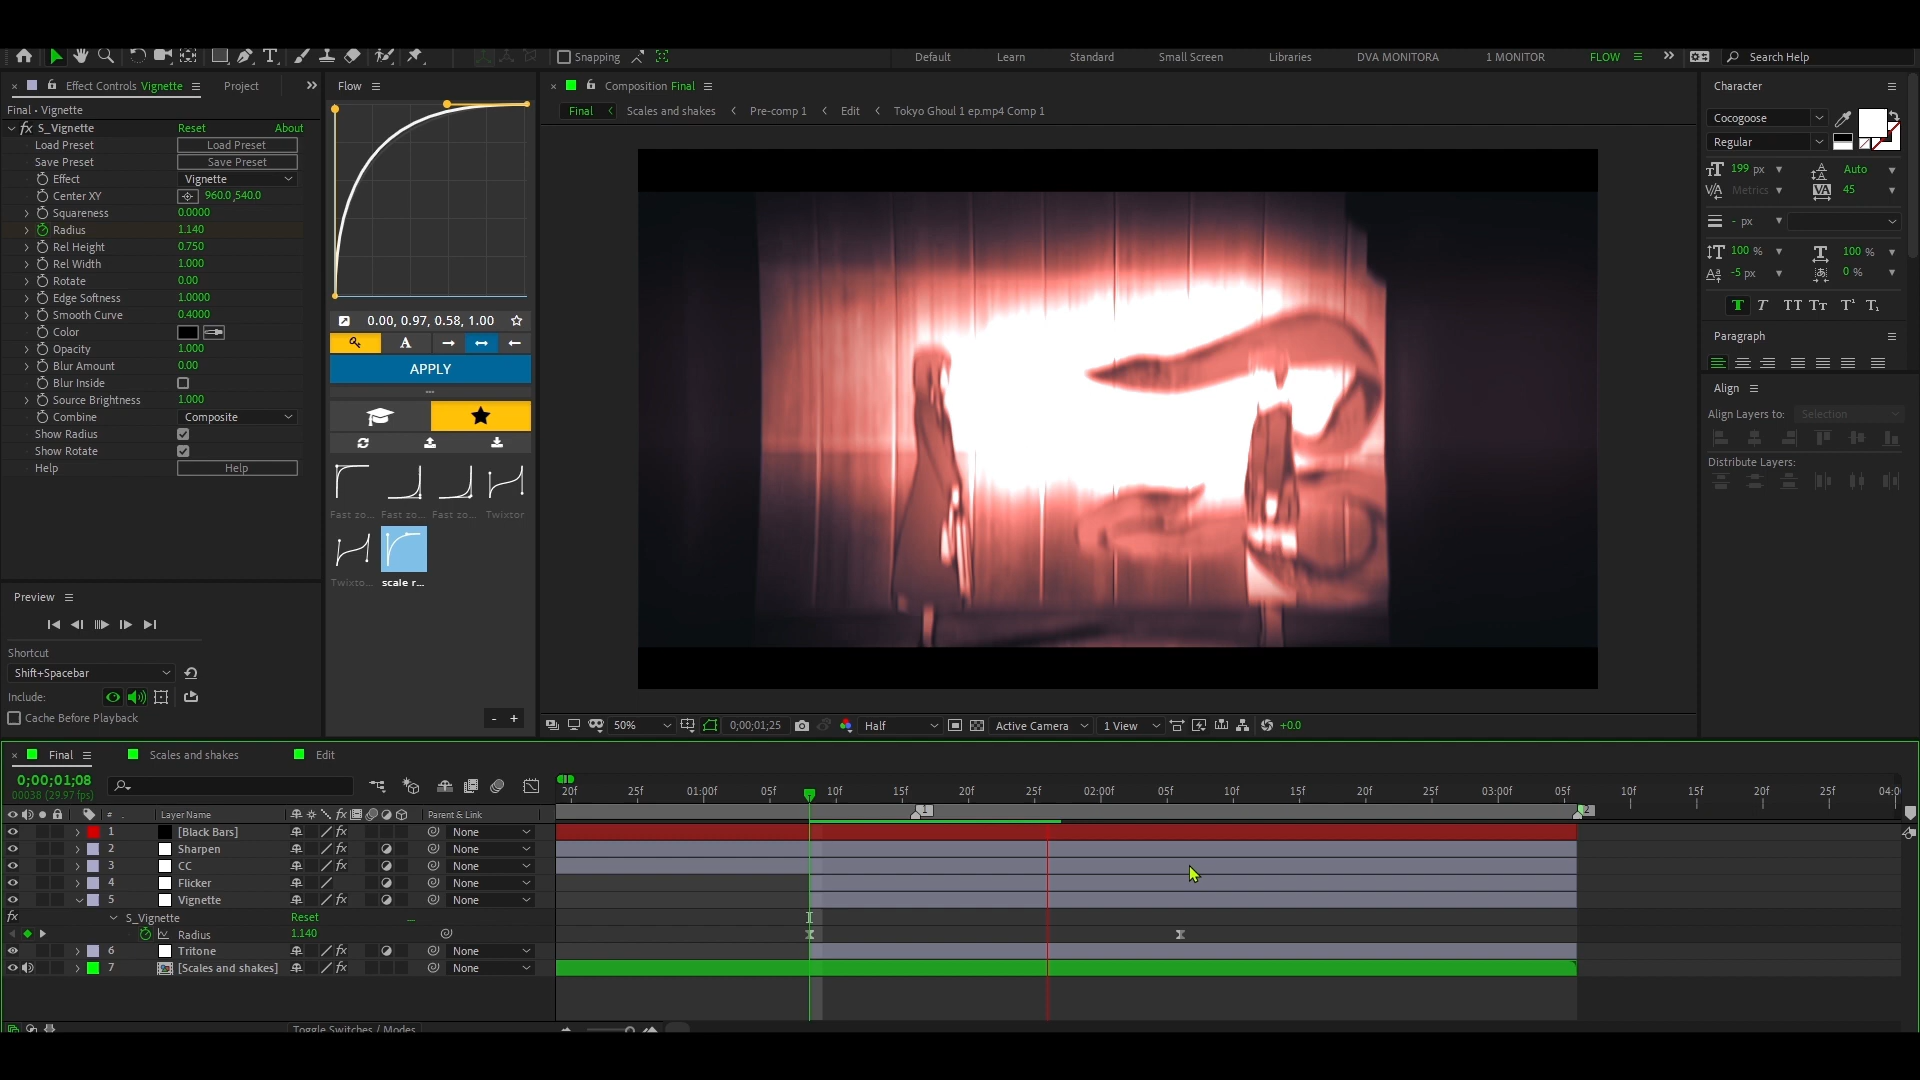 Snapping
Default
Learn
Standard
Small Screen
Libraries
DVA MONITORA
1 MONITOR
FLOW
Search Help
Effect Controls Vignette
Project
Final • Vignette
S_Vignette Reset About
Load Preset Load Preset
Save Preset Save Preset
Effect Vignette
Center XY 960.0,540.0
Squareness 0.0000
Radius 1.140
Rel Height 0.750
Rel Width 1.000
Rotate 0.00
Edge Softness 1.0000
Smooth Curve 0.4000
Color
Opacity 1.000
Blur Amount 0.00
Blur Inside
Source Brightness 1.000
Combine Composite
Show Radius
Show Rotate
Help Help
Preview
Shortcut
Shift+Spacebar
Include:
Cache Before Playback
Flow
0.00, 0.97, 0.58, 1.00
A
APPLY
Fast zo... Fast zo... Fast zo... Twixtor
Twixto... scale r...
- +
Composition Final
Final Scales and shakes Pre-comp 1 Edit Tokyo Ghoul 1 ep.mp4 Comp 1
50% 0;00;01;25 Half Active Camera 1 View +0.0
Character
Cocogoose
Regular
199 px Auto
Metrics 45
- px
100 % 100 %
-5 px 0 %
T T TT Tt T¹ T₁
Paragraph
Align
Align Layers to: Selection
Distribute Layers:
Final Scales and shakes Edit
0;00;01;08
00038 (29.97 fps)
20f 25f 01:00f 05f 10f 15f 20f 25f 02:00f 05f 10f 15f 20f 25f 03:00f 05f 10f 15f 20f 25f 04:0
1 2
# Layer Name Parent & Link
1 [Black Bars] None
2 Sharpen None
3 CC None
4 Flicker None
5 Vignette None
S_Vignette Reset ...
Radius 1.140
6 Tritone None
7 [Scales and shakes] None
Toggle Switches / Modes